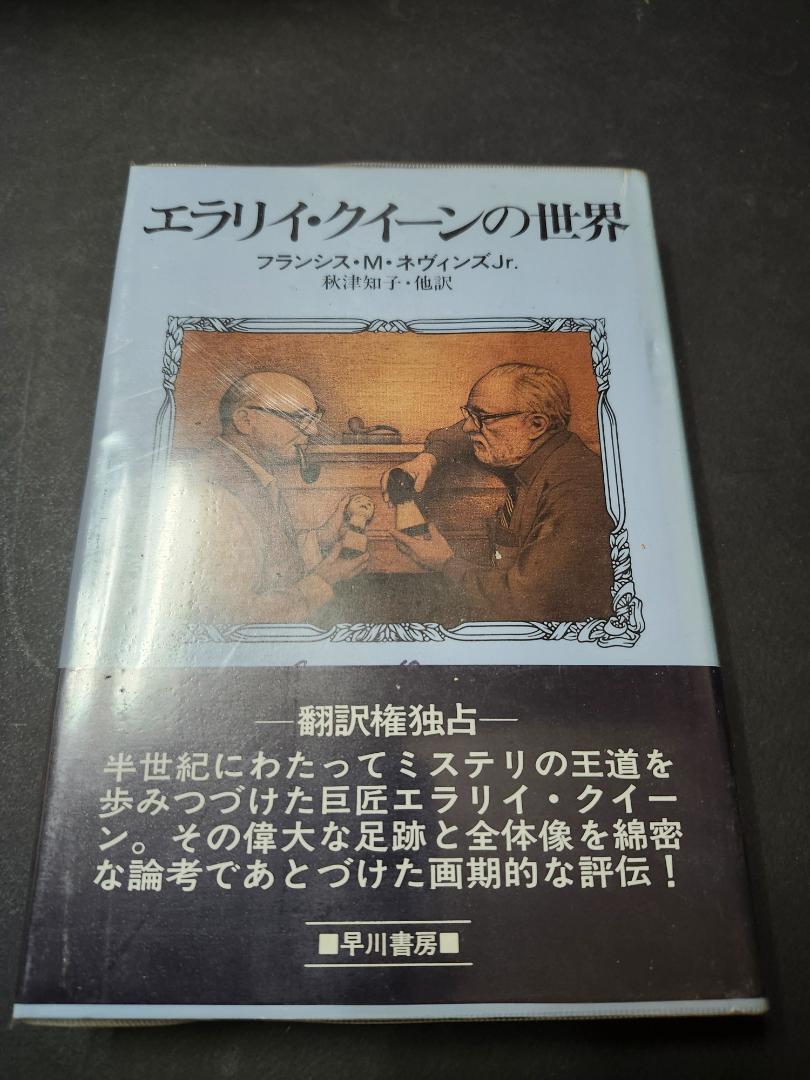 エラリイ・クイーンの世界
フランシス・M・ネヴィンズJr.
秋津知子・他訳
―翻訳権独占―
半世紀にわたってミステリの王道を
歩みつづけた巨匠エラリイ・クイー
ン。その偉大な足跡と全体像を綿密
な論考であとづけた画期的な評伝！
■早川書房■